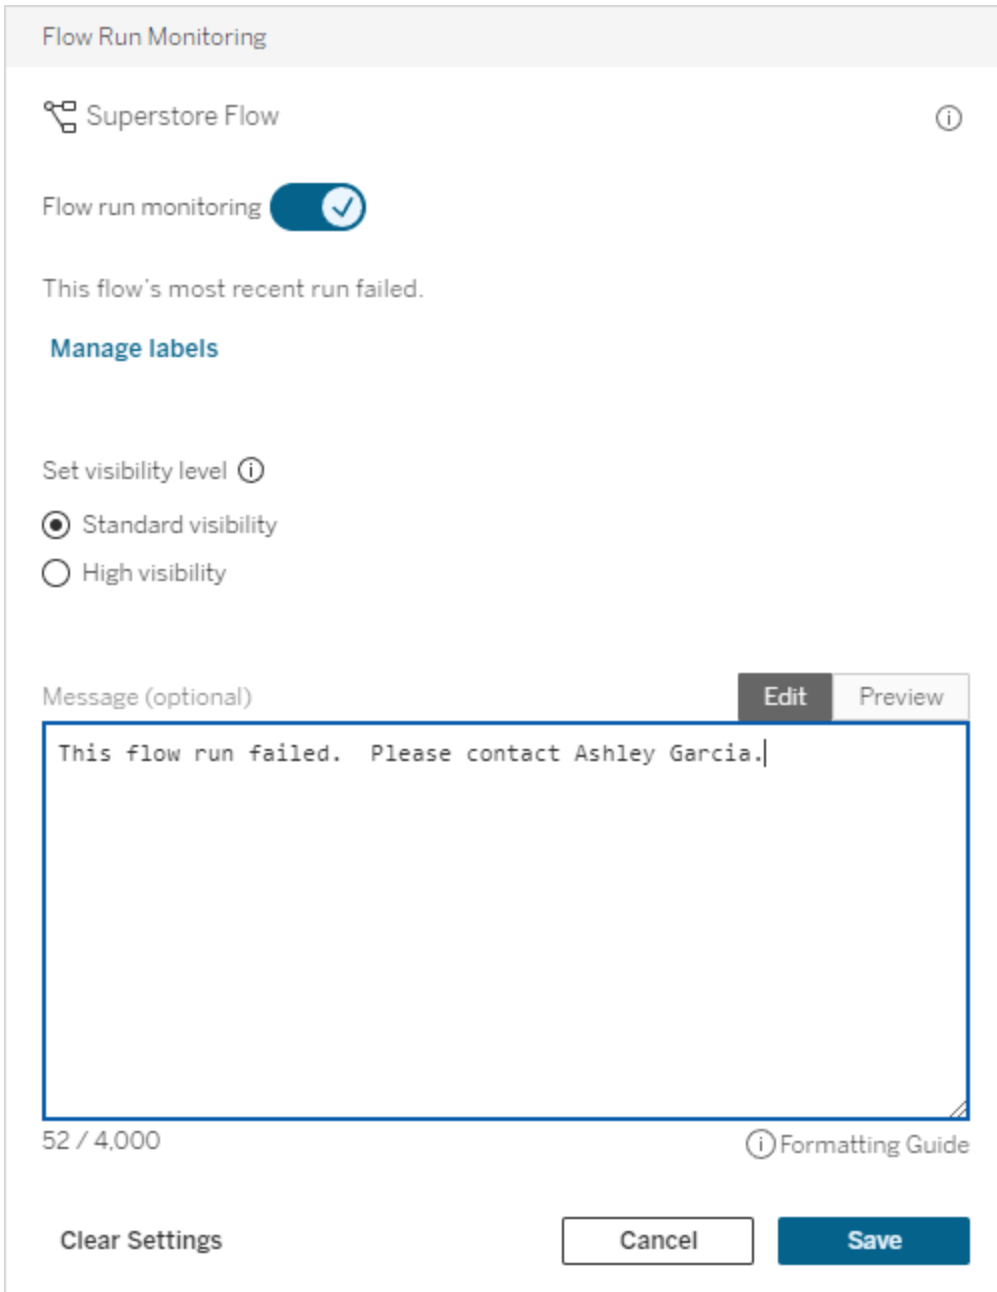 Flow Run Monitoring
Superstore Flow
Flow run monitoring
This flow's most recent run failed.
Manage labels
Set visibility level
Standard visibility
High visibility
Message (optional)
Edit
Preview
This flow run failed.  Please contact Ashley Garcia.
52 / 4,000
Formatting Guide
Clear Settings
Cancel
Save